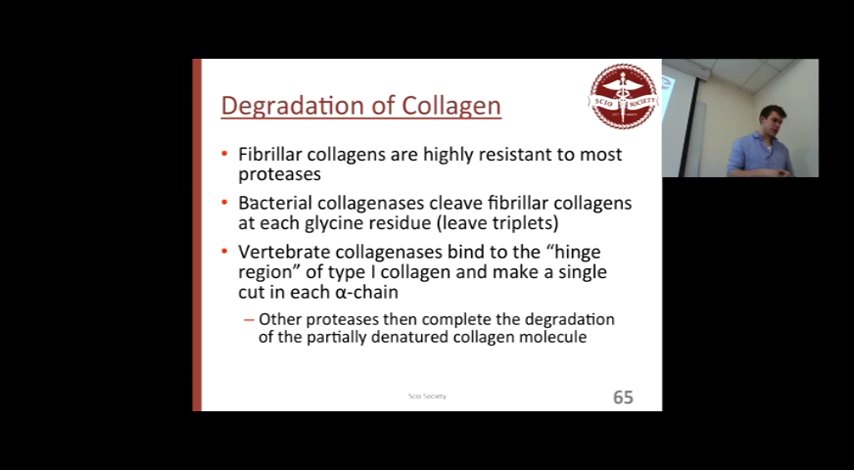 Degradation of Collagen
SCIO SOCIETY
• Fibrillar collagens are highly resistant to most
proteases
• Bacterial collagenases cleave fibrillar collagens
at each glycine residue (leave triplets)
• Vertebrate collagenases bind to the “hinge
region” of type I collagen and make a single
cut in each α-chain
– Other proteases then complete the degradation
of the partially denatured collagen molecule
Scio Society
65